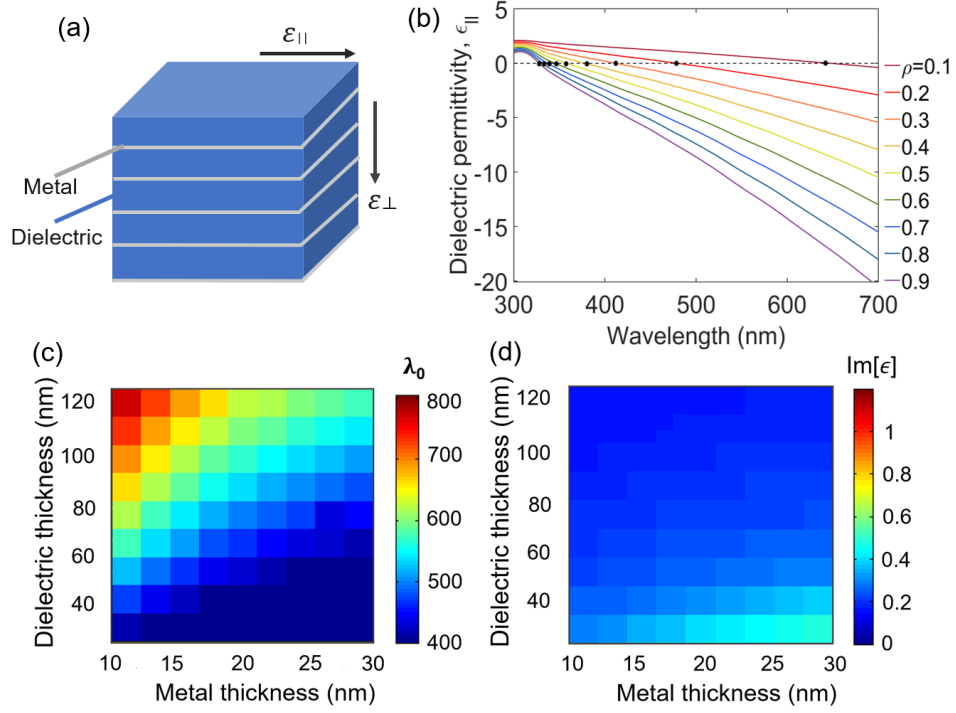 (a)
ε||
Metal
Dielectric
ε⊥
(b)
Dielectric permittivity, ϵ||
5
0
-5
-10
-15
-20
300
400
500
600
700
Wavelength (nm)
ρ=0.1
0.2
0.3
0.4
0.5
0.6
0.7
0.8
0.9
(c)
Dielectric thickness (nm)
120
100
80
60
40
10
15
20
30
Metal thickness (nm)
λ0
800
700
600
500
400
(d)
Dielectric thickness (nm)
120
100
80
60
40
10
15
20
30
Metal thickness (nm)
Im[ϵ]
1
0.8
0.6
0.4
0.2
0